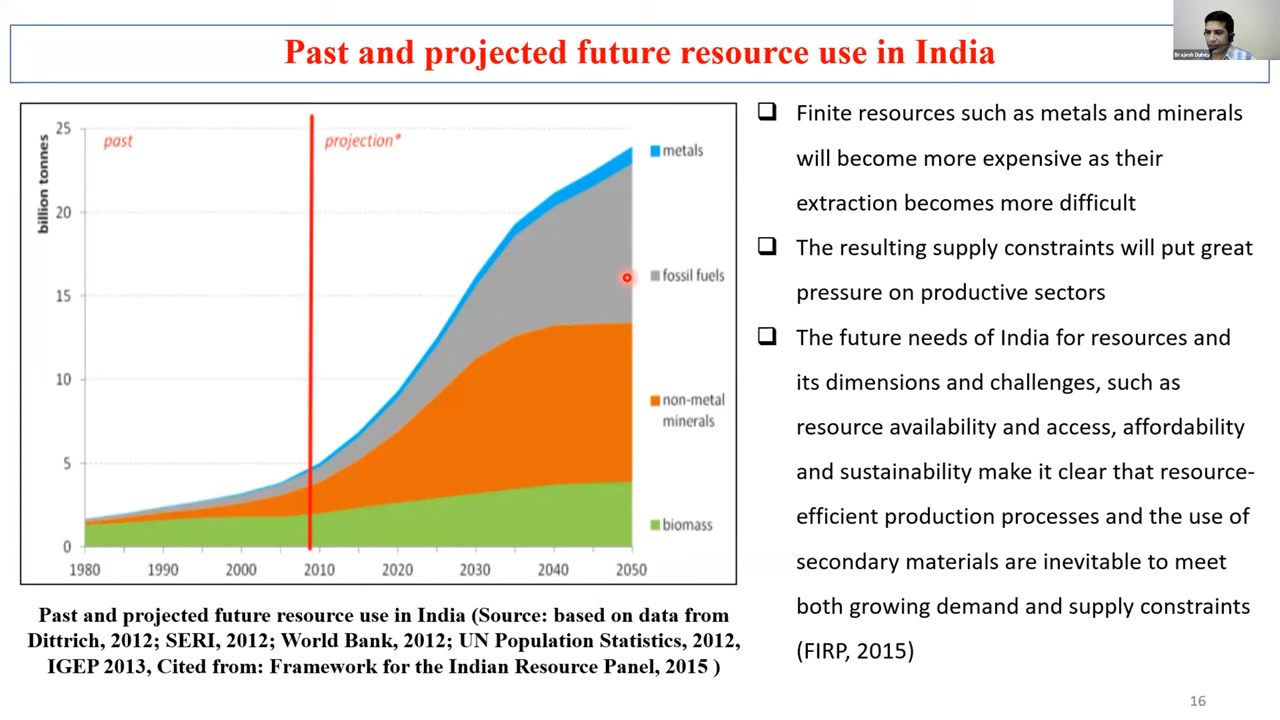 Past and projected future resource use in India
Brajesh Dubey
billion tonnes
25
20
15
10
5
0
past
projection*
metals
fossil fuels
non-metal
minerals
biomass
1980
1990
2000
2010
2020
2030
2040
2050
Past and projected future resource use in India (Source: based on data from
Dittrich, 2012; SERI, 2012; World Bank, 2012; UN Population Statistics, 2012,
IGEP 2013, Cited from: Framework for the Indian Resource Panel, 2015 )
Finite resources such as metals and minerals
will become more expensive as their
extraction becomes more difficult
The resulting supply constraints will put great
pressure on productive sectors
The future needs of India for resources and
its dimensions and challenges, such as
resource availability and access, affordability
and sustainability make it clear that resource-
efficient production processes and the use of
secondary materials are inevitable to meet
both growing demand and supply constraints
(FIRP, 2015)
16